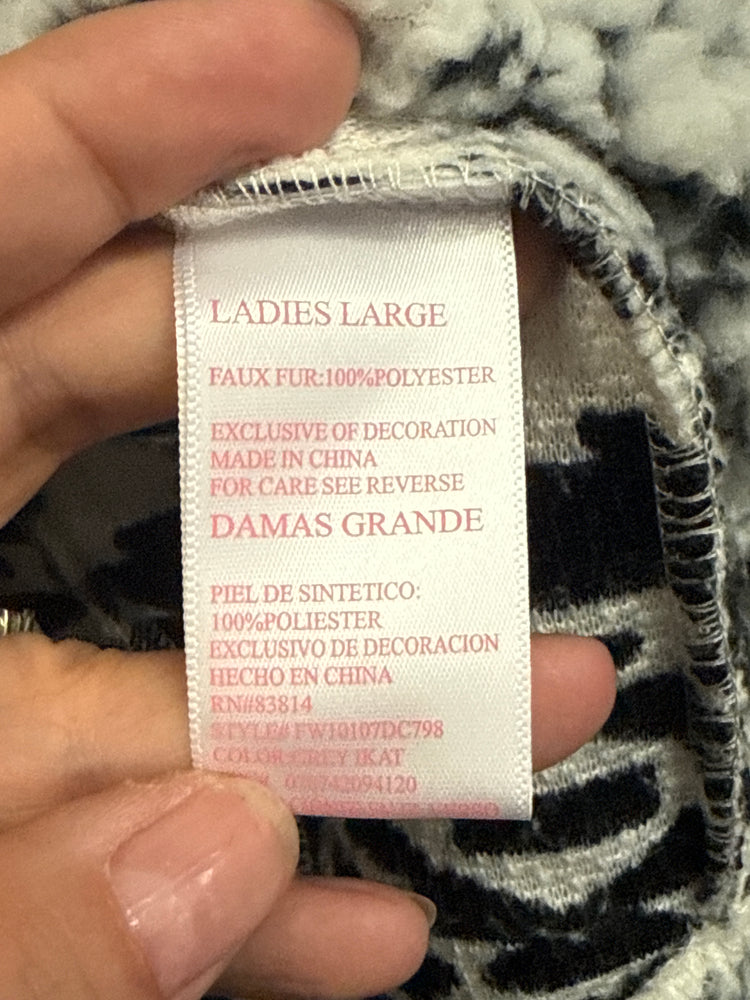 LADIES LARGE
FAUX FUR:100%POLYESTER
EXCLUSIVE OF DECORATION
MADE IN CHINA
FOR CARE SEE REVERSE
DAMAS GRANDE
PIEL DE SINTETICO:
100%POLIESTER
EXCLUSIVO DE DECORACION
HECHO EN CHINA
RN#83814
STYLE# FW10107DC798
COLOR:GREY IKAT